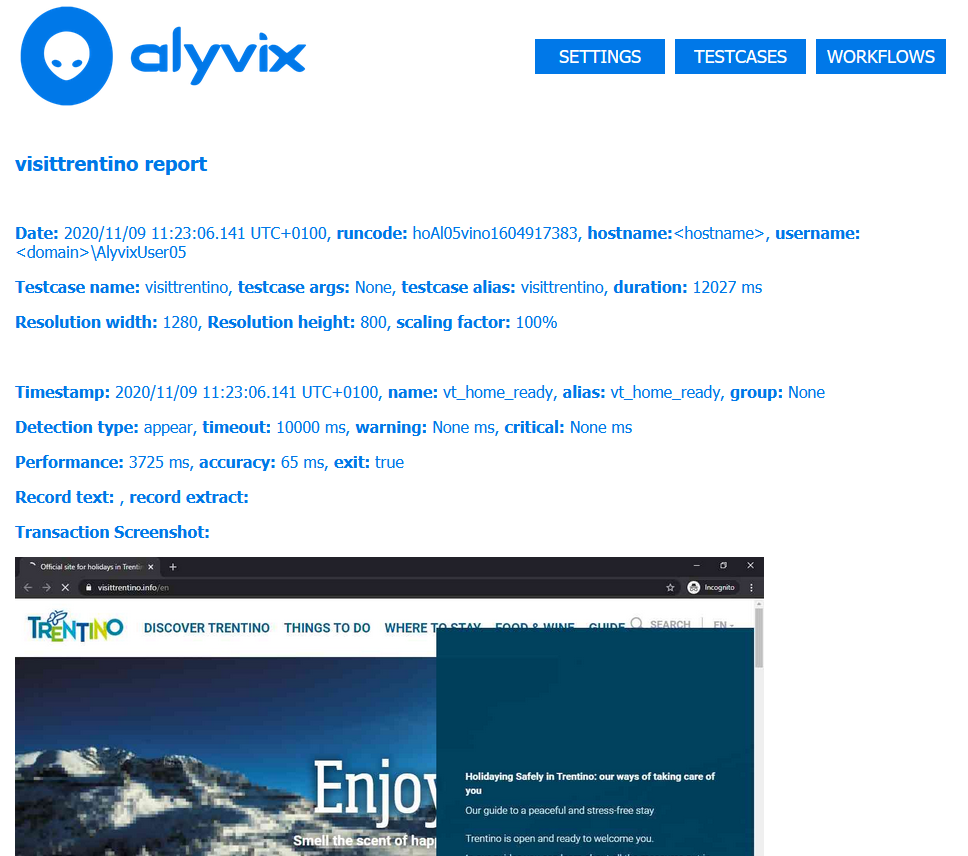 alyvix
SETTINGS
TESTCASES
WORKFLOWS
visittrentino report
Date: 2020/11/09 11:23:06.141 UTC+0100, runcode: hoAl05vino1604917383, hostname:<hostname>, username:
<domain>\AlyvixUser05
Testcase name: visittrentino, testcase args: None, testcase alias: visittrentino, duration: 12027 ms
Resolution width: 1280, Resolution height: 800, scaling factor: 100%
Timestamp: 2020/11/09 11:23:06.141 UTC+0100, name: vt_home_ready, alias: vt_home_ready, group: None
Detection type: appear, timeout: 10000 ms, warning: None ms, critical: None ms
Performance: 3725 ms, accuracy: 65 ms, exit: true
Record text: , record extract:
Transaction Screenshot:
Official site for holidays in Trentin
visittrentino.info/en
Incognito
TRENTINO
DISCOVER TRENTINO THINGS TO DO WHERE TO STAY FOOD & WINE GUIDE SEARCH EN
Enjoy
Smell the scent of hap
Holidaying Safely in Trentino: our ways of taking care of
you
Our guide to a peaceful and stress-free stay
Trentino is open and ready to welcome you.